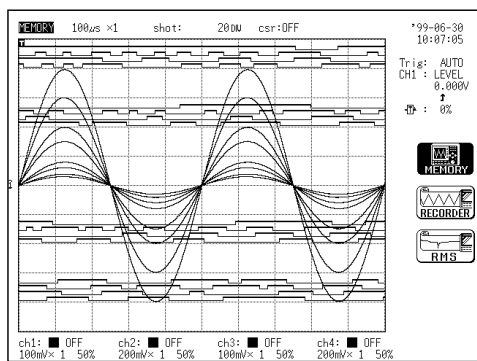 MEMORY 100µs ×1 shot: 20DIV csr:OFF
'99-06-30
10:07:05
Trig: AUTO
CH1 : LEVEL
0.000V
T : 0%
MEMORY
RECORDER
RMS
ch1: OFF ch2: OFF ch3: OFF ch4: OFF
100mV× 1 50% 200mV× 1 50% 100mV× 1 50% 200mV× 1 50%